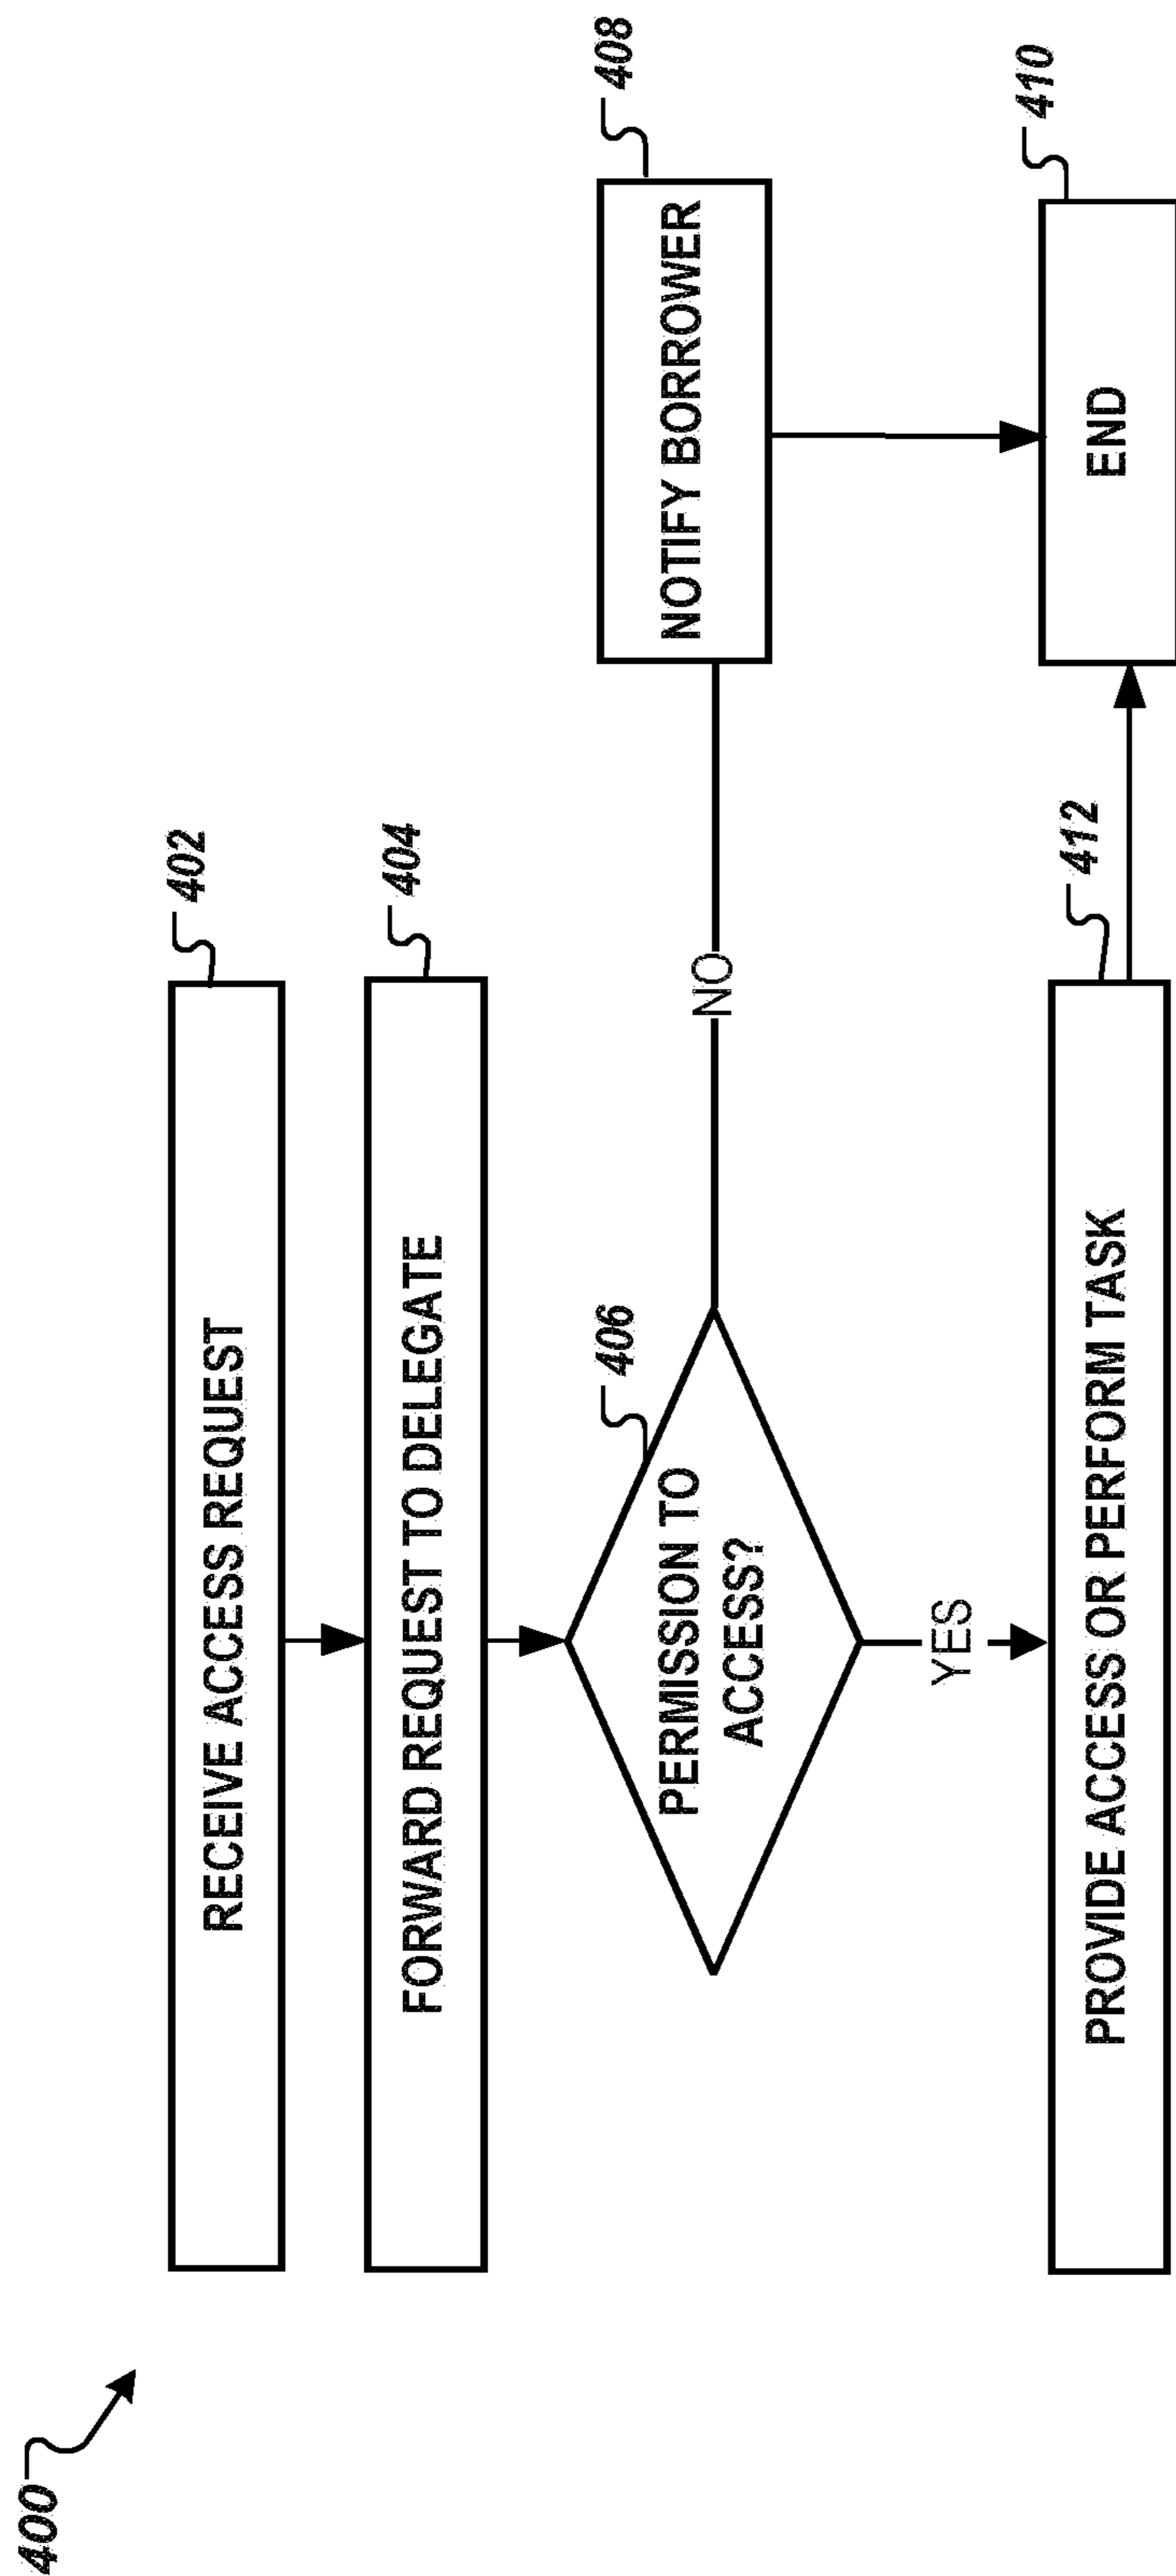 400
402
RECEIVE ACCESS REQUEST
404
FORWARD REQUEST TO DELEGATE
406
PERMISSION TO
ACCESS?
NO
408
NOTIFY BORROWER
YES
412
PROVIDE ACCESS OR PERFORM TASK
410
END